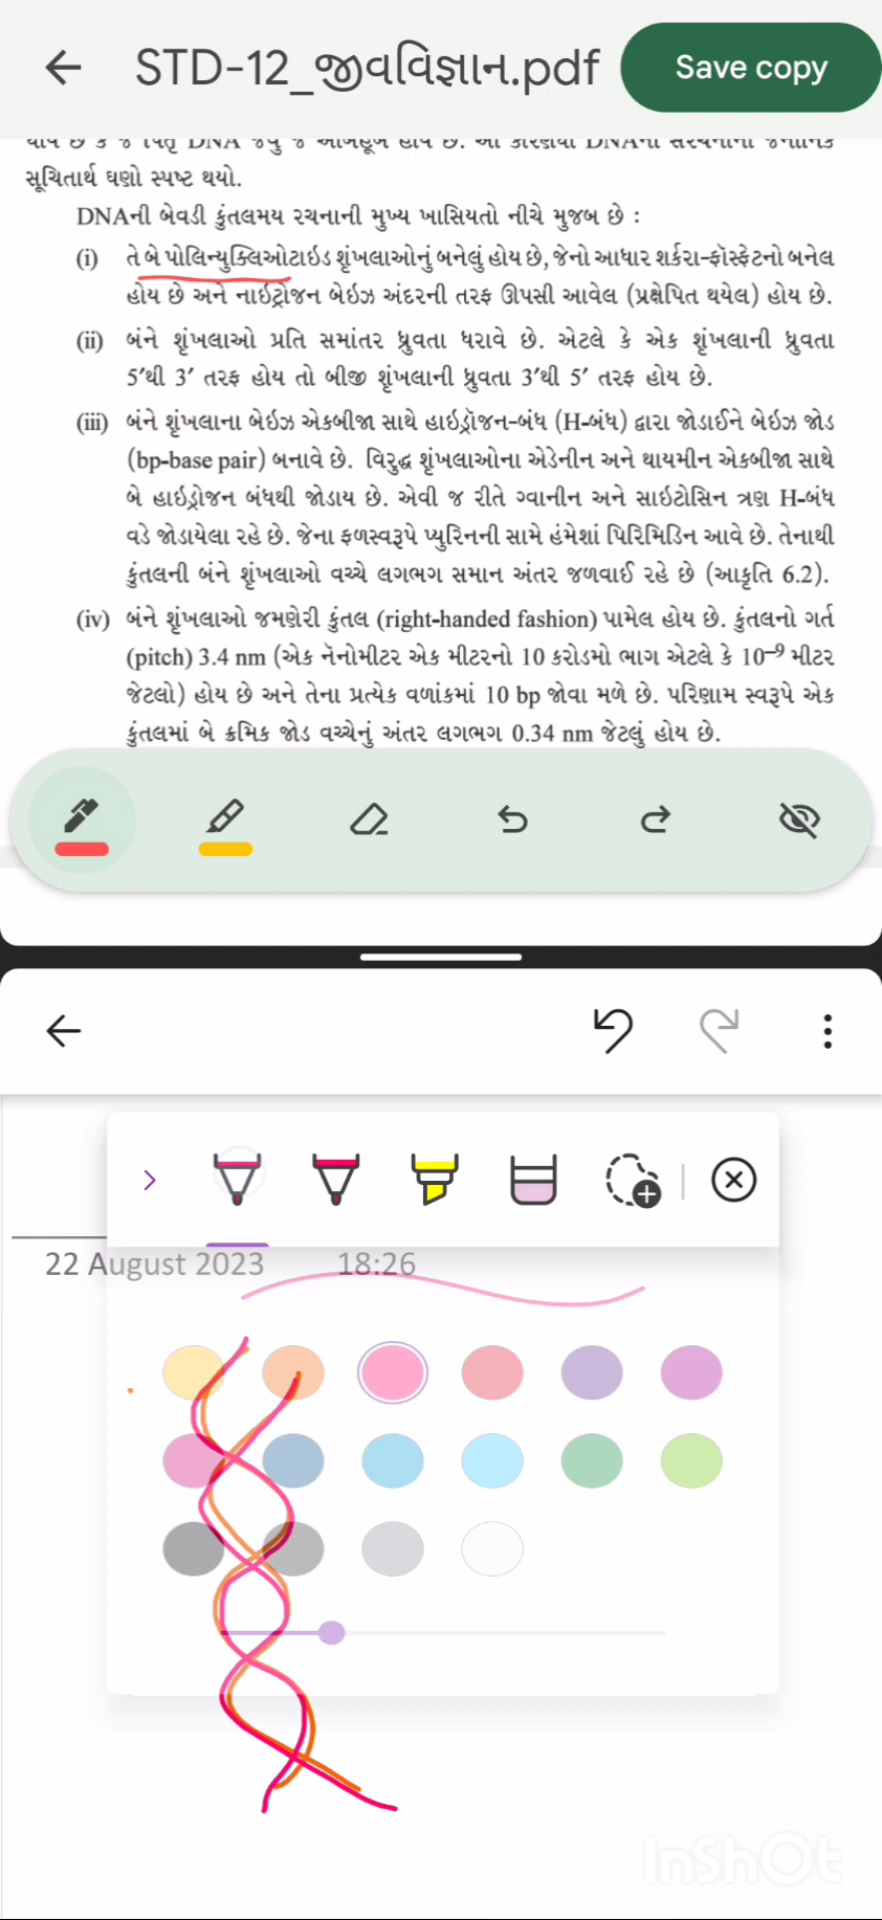 STD-12_જીવવિજ્ઞાન.pdf
Save copy
થાય છે કે જે પિતૃ DNA જેવું જ આબેહૂબ હોય છે. આ કારણથી DNAની સંરચનાનો જનીનિક
સૂચિતાર્થ ઘણો સ્પષ્ટ થયો.
DNAની બેવડી કુંતલમય રચનાની મુખ્ય ખાસિયતો નીચે મુજબ છે :
(i) તે બે પોલિન્યુક્લિઓટાઇડ શૃંખલાઓનું બનેલું હોય છે, જેનો આધાર શર્કરા-ફૉસ્ફેટનો બનેલ
હોય છે અને નાઇટ્રોજન બેઇઝ અંદરની તરફ ઊપસી આવેલ (પ્રક્ષેપિત થયેલ) હોય છે.
(ii) બંને શૃંખલાઓ પ્રતિ સમાંતર ધ્રુવતા ધરાવે છે. એટલે કે એક શૃંખલાની ધ્રુવતા
5′થી 3′ તરફ હોય તો બીજી શૃંખલાની ધ્રુવતા 3′થી 5′ તરફ હોય છે.
(iii) બંને શૃંખલાના બેઇઝ એકબીજા સાથે હાઇડ્રૉજન-બંધ (H-બંધ) દ્વારા જોડાઈને બેઇઝ જોડ
(bp-base pair) બનાવે છે. વિરુદ્ધ શૃંખલાઓના એડેનીન અને થાયમીન એકબીજા સાથે
બે હાઇડ્રોજન બંધથી જોડાય છે. એવી જ રીતે ગ્વાનીન અને સાઇટોસિન ત્રણ H-બંધ
વડે જોડાયેલા રહે છે. જેના ફળસ્વરૂપે પ્યુરિનની સામે હંમેશાં પિરિમિડિન આવે છે. તેનાથી
કુંતલની બંને શૃંખલાઓ વચ્ચે લગભગ સમાન અંતર જળવાઈ રહે છે (આકૃતિ 6.2).
(iv) બંને શૃંખલાઓ જમણેરી કુંતલ (right-handed fashion) પામેલ હોય છે. કુંતલનો ગર્ત
(pitch) 3.4 nm (એક નૅનોમીટર એક મીટરનો 10 કરોડમો ભાગ એટલે કે 10⁻⁹ મીટર
જેટલો) હોય છે અને તેના પ્રત્યેક વળાંકમાં 10 bp જોવા મળે છે. પરિણામ સ્વરૂપે એક
કુંતલમાં બે ક્રમિક જોડ વચ્ચેનું અંતર લગભગ 0.34 nm જેટલું હોય છે.
22 August 2023 18:26
InShOt